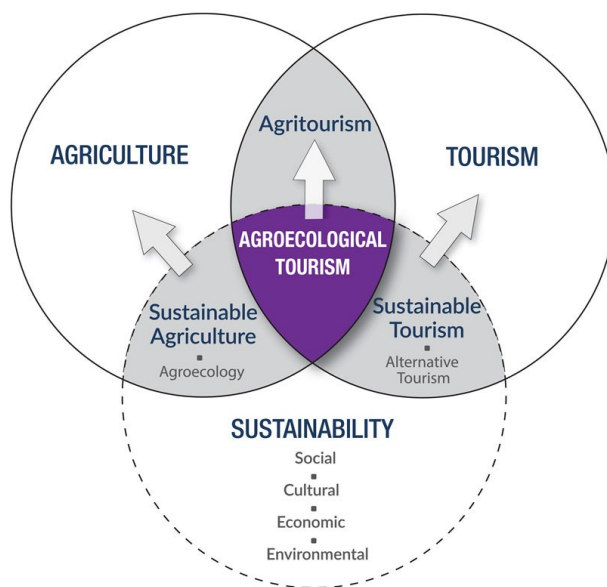 Agritourism
AGRICULTURE
TOURISM
AGROECOLOGICAL
TOURISM
Sustainable
Agriculture
▪
Agroecology
Sustainable
Tourism
▪
Alternative
Tourism
SUSTAINABILITY
Social
▪
Cultural
▪
Economic
▪
Environmental